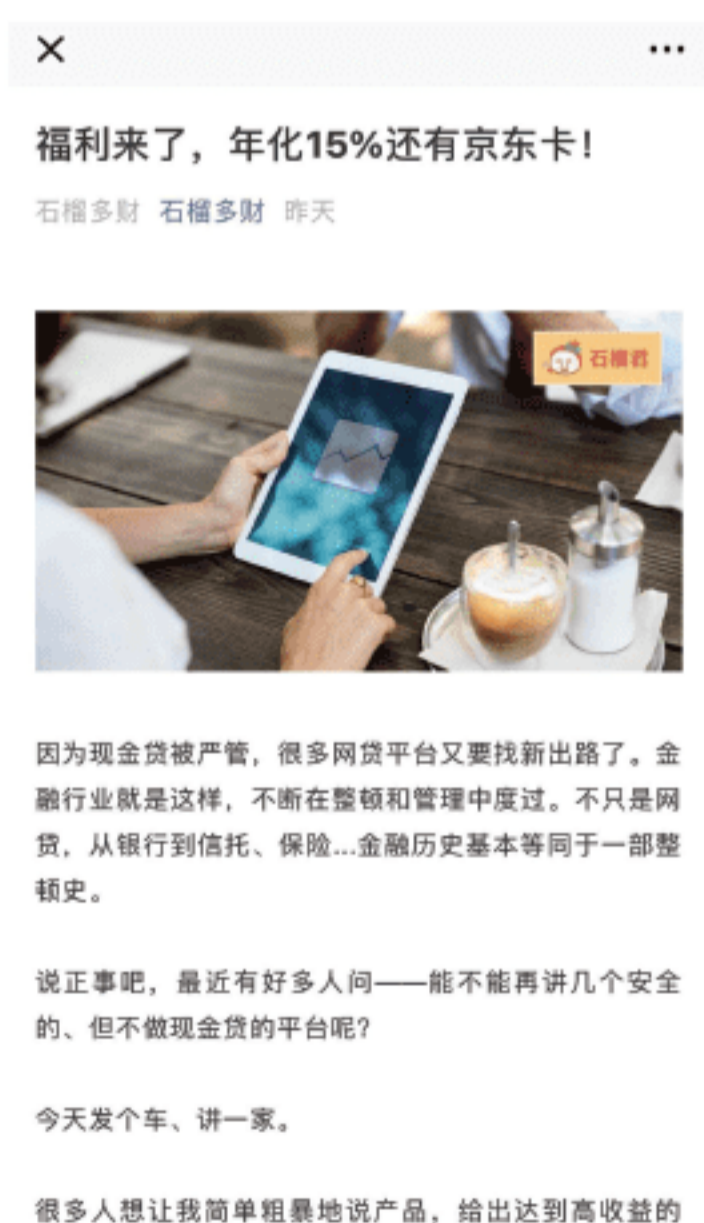 福利来了，年化15%还有京东卡！
石榴多财 石榴多财 昨天
石榴君
因为现金贷被严管，很多网贷平台又要找新出路了。金
融行业就是这样，不断在整顿和管理中度过。不只是网
贷，从银行到信托、保险...金融历史基本等同于一部整
顿史。
说正事吧，最近有好多人问——能不能再讲几个安全
的、但不做现金贷的平台呢？
今天发个车、讲一家。
很多人想让我简单粗暴地说产品，给出达到高收益的